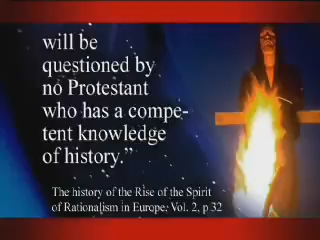 will be
questioned by
no Protestant
who has a compe-
tent knowledge
of history."
The history of the Rise of the Spirit
of Rationalism in Europe. Vol. 2, p 32